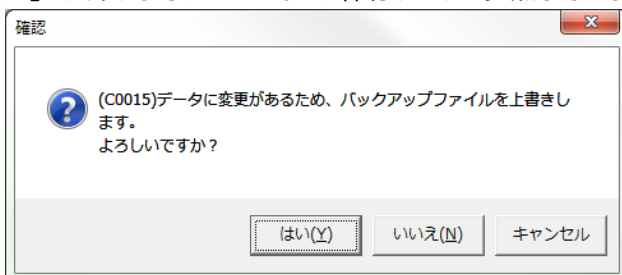 確認
(C0015)データに変更があるため、バックアップファイルを上書きし
ます。
よろしいですか？
はい(Y)
いいえ(N)
キャンセル